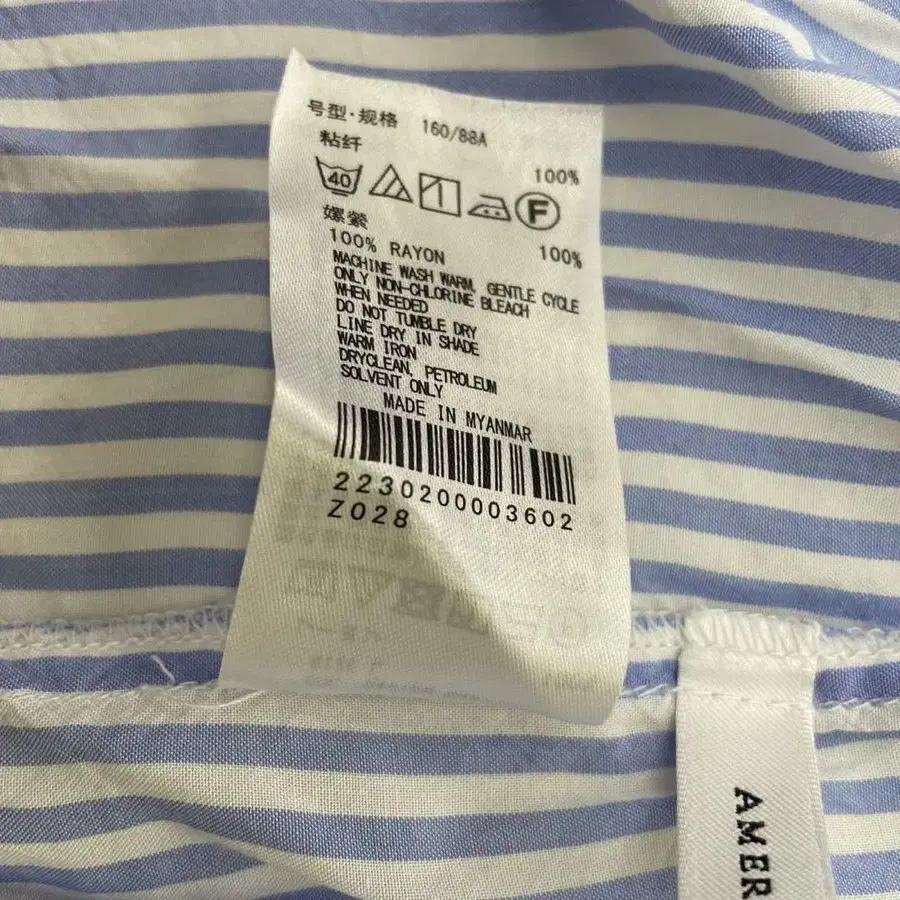 号型·规格 160/88A
粘纤 100%
40 F
嫘縈 100%
100% RAYON
MACHINE WASH WARM, GENTLE CYCLE
ONLY NON-CHLORINE BLEACH
WHEN NEEDED
DO NOT TUMBLE DRY
LINE DRY IN SHADE
WARM IRON
DRYCLEAN, PETROLEUM
SOLVENT ONLY
MADE IN MYANMAR
2230200003602
Z028
AMER